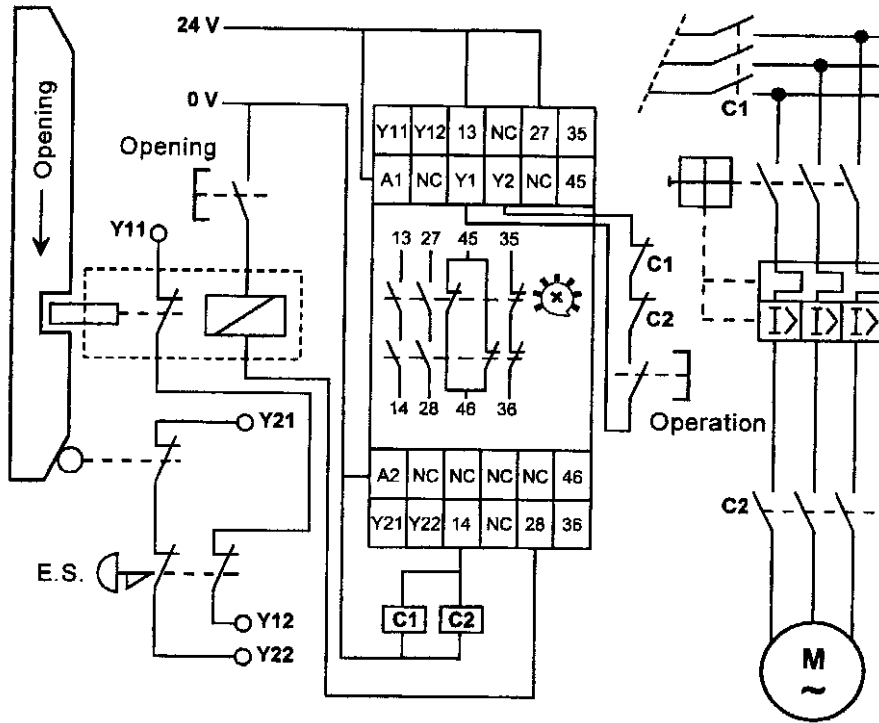 24 V
0 V
Opening
Opening
Y11
Y11 Y12 13 NC 27 35
A1 NC Y1 Y2 NC 45
13 27 45 35
14 28 46 36
C1
C2
Operation
Y21
A2 NC NC NC NC 46
Y21 Y22 14 NC 28 36
E.S.
Y12
Y22
C1 C2
C1
I> I> I>
C2
M
~